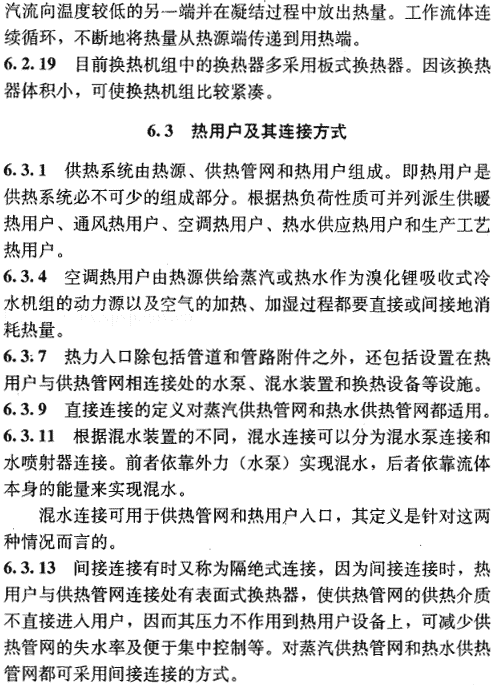 汽流向温度较低的另一端并在凝结过程中放出热量。工作流体连
续循环，不断地将热量从热源端传递到用热端。
6.2.19 目前换热机组中的换热器多采用板式换热器。因该换热
器体积小，可使换热机组比较紧凑。
6.3 热用户及其连接方式
6.3.1 供热系统由热源、供热管网和热用户组成。即热用户是
供热系统必不可少的组成部分。根据热负荷性质可并列派生供暖
热用户、通风热用户、空调热用户、热水供应热用户和生产工艺
热用户。
6.3.4 空调热用户由热源供给蒸汽或热水作为溴化锂吸收式冷
水机组的动力源以及空气的加热、加湿过程都要直接或间接地消
耗热量。
6.3.7 热力入口除包括管道和管路附件之外，还包括设置在热
用户与供热管网相连接处的水泵、混水装置和换热设备等设施。
6.3.9 直接连接的定义对蒸汽供热管网和热水供热管网都适用。
6.3.11 根据混水装置的不同，混水连接可以分为混水泵连接和
水喷射器连接。前者依靠外力（水泵）实现混水，后者依靠流体
本身的能量来实现混水。
混水连接可用于供热管网和热用户入口，其定义是针对这两
种情况而言的。
6.3.13 间接连接有时又称为隔绝式连接，因为间接连接时，热
用户与供热管网连接处有表面式换热器，使供热管网的供热介质
不直接进入用户，因而其压力不作用到热用户设备上，可减少供
热管网的失水率及便于集中控制等。对蒸汽供热管网和热水供热
管网都可采用间接连接的方式。